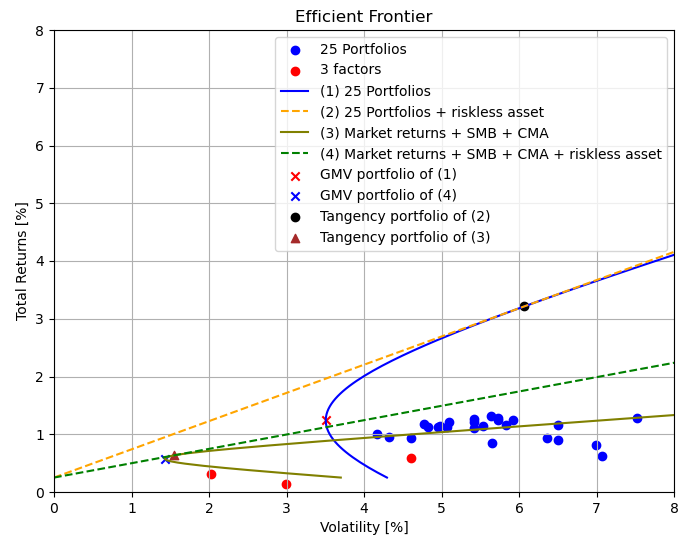 Efficient Frontier
8
7
6
5
4
3
2
1
0
Total Returns [%]
25 Portfolios
3 factors
(1) 25 Portfolios
(2) 25 Portfolios + riskless asset
(3) Market returns + SMB + CMA
(4) Market returns + SMB + CMA + riskless asset
GMV portfolio of (1)
GMV portfolio of (4)
Tangency portfolio of (2)
Tangency portfolio of (3)
0 1 2 3 4 5 6 7 8
Volatility [%]